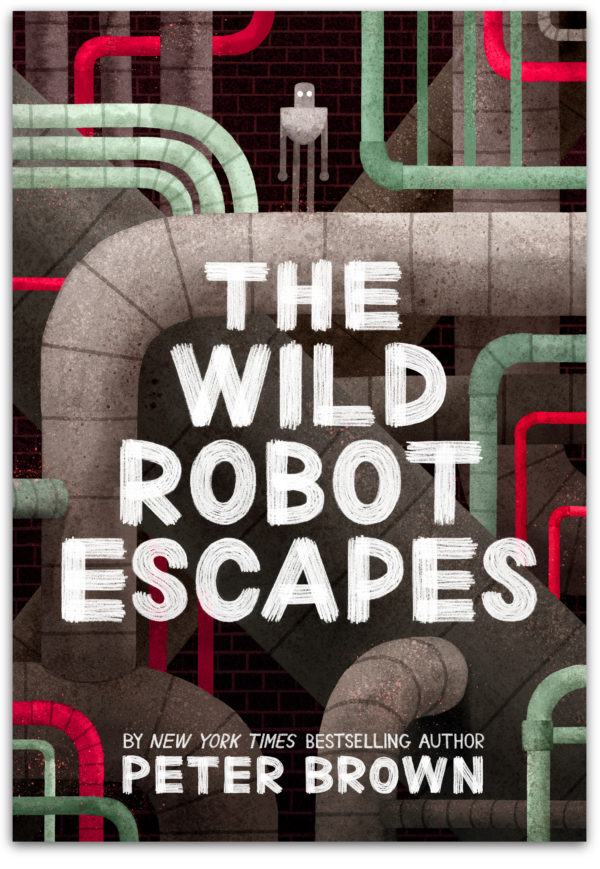 THE
WILD
ROBOT
ESCAPES
BY NEW YORK TIMES BESTSELLING AUTHOR
PETER BROWN